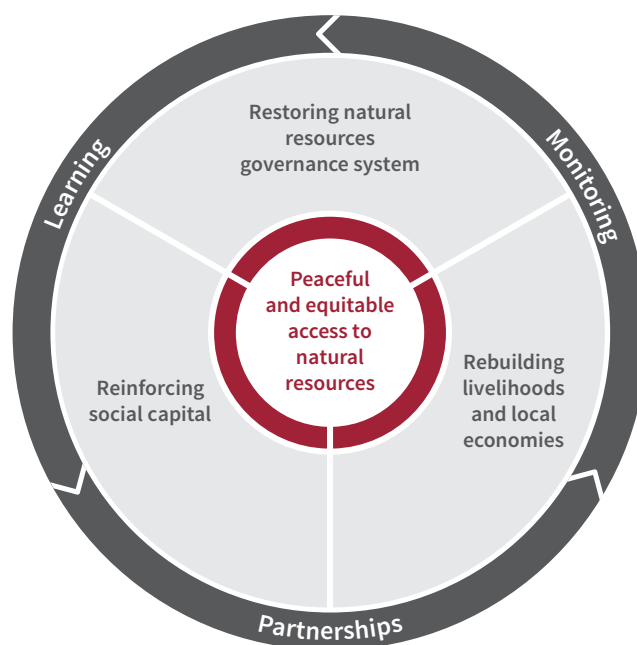 Restoring natural
resources
governance system
Learning
Monitoring
Peaceful
and equitable
access to
natural
resources
Reinforcing
social capital
Rebuilding
livelihoods
and local
economies
Partnerships